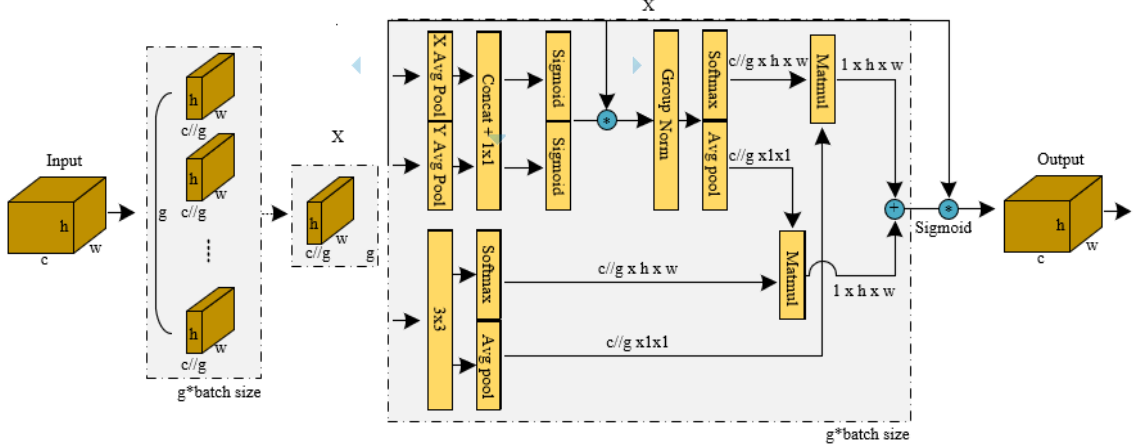 Input
h
w
c
h
w
c//g
h
w
c//g
g
h
w
c//g
g*batch size
X
h
w
c//g
g
X
X Avg Pool
Y Avg Pool
Concat + 1x1
Sigmoid
Sigmoid
*
Group Norm
Softmax
Avg pool
c//g x h x w
c//g x1x1
Matmul
1 x h x w
3x3
Softmax
Avg pool
c//g x h x w
c//g x1x1
Matmul
1 x h x w
+
Sigmoid
*
g*batch size
Output
h
w
c